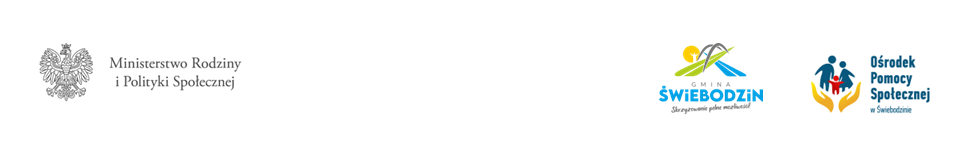 Ministerstwo Rodziny
i Polityki Społecznej
GMINA
ŚWiEBODZiN
Skrzyżowanie pełne możliwości!
Ośrodek
Pomocy
Społecznej
w Świebodzinie